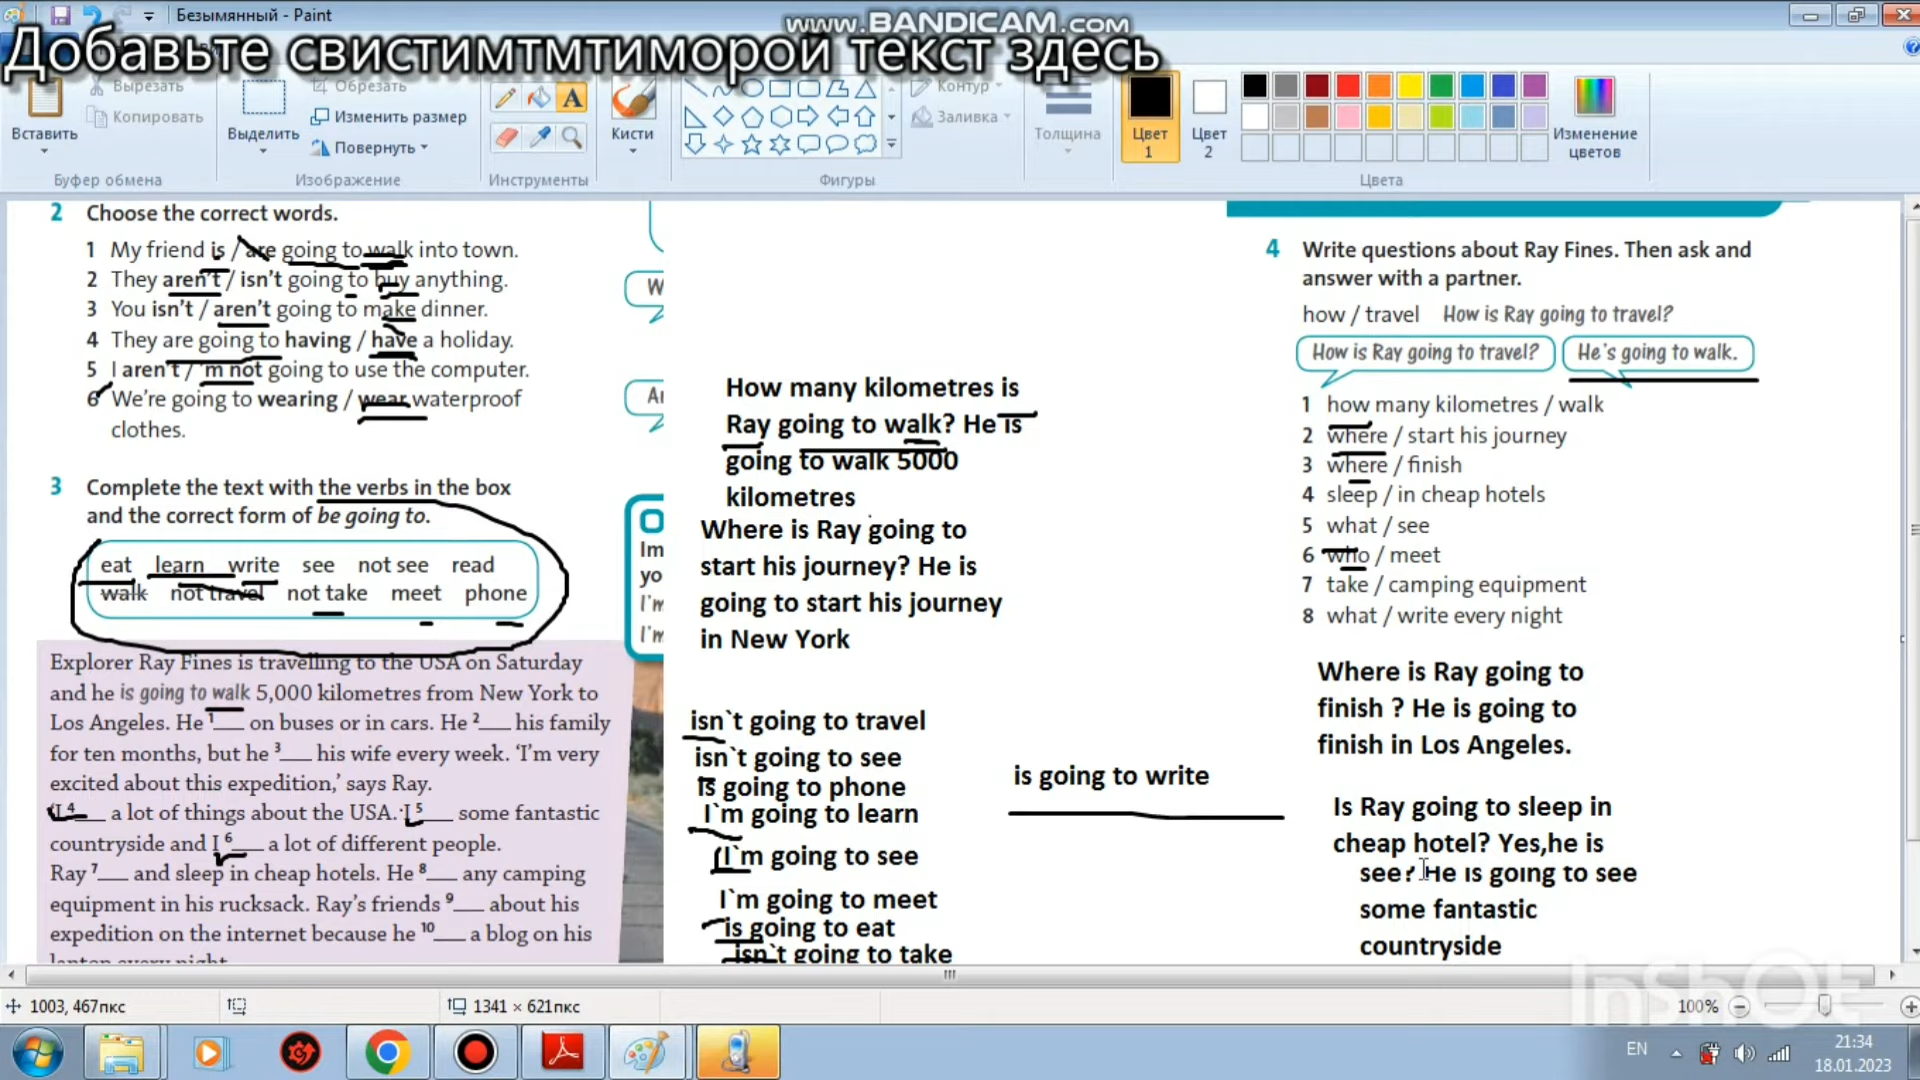 Безымянный - Paint
www.BANDICAM.com
Добавьте свистимтмтиморой текст здесь
Вставить
Вырезать
Копировать
Буфер обмена
Выделить
Обрезать
Изменить размер
Повернуть
Изображение
Инструменты
Кисти
Фигуры
Контур
Заливка
Толщина
Цвет 1
Цвет 2
Изменение цветов
Цвета
2 Choose the correct words.
1 My friend is / are going to walk into town.
2 They aren't / isn't going to buy anything.
3 You isn't / aren't going to make dinner.
4 They are going to having / have a holiday.
5 I aren't / 'm not going to use the computer.
6 We're going to wearing / wear waterproof
clothes.
3 Complete the text with the verbs in the box
and the correct form of be going to.
eat learn write see not see read
walk not travel not take meet phone
Explorer Ray Fines is travelling to the USA on Saturday
and he is going to walk 5,000 kilometres from New York to
Los Angeles. He 1___ on buses or in cars. He 2___ his family
for ten months, but he 3___ his wife every week. 'I'm very
excited about this expedition,' says Ray.
'I 4___ a lot of things about the USA. I 5___ some fantastic
countryside and I 6___ a lot of different people.
Ray 7___ and sleep in cheap hotels. He 8___ any camping
equipment in his rucksack. Ray's friends 9___ about his
expedition on the internet because he 10___ a blog on his
laptop every night.
W
Ar
O
Im
yo
I'm
I'm
How many kilometres is
Ray going to walk? He is
going to walk 5000
kilometres
Where is Ray going to
start his journey? He is
going to start his journey
in New York
isn`t going to travel
isn`t going to see
is going to phone
I`m going to learn
I`m going to see
I`m going to meet
is going to eat
isn`t going to take
is going to write
4 Write questions about Ray Fines. Then ask and
answer with a partner.
how / travel How is Ray going to travel?
How is Ray going to travel? He's going to walk.
1 how many kilometres / walk
2 where / start his journey
3 where / finish
4 sleep / in cheap hotels
5 what / see
6 who / meet
7 take / camping equipment
8 what / write every night
Where is Ray going to
finish ? He is going to
finish in Los Angeles.
Is Ray going to sleep in
cheap hotel? Yes,he is
see? He is going to see
some fantastic
countryside
InShOt
1003, 467пкс
1341 × 621пкс
100%
EN
21:34
18.01.2023